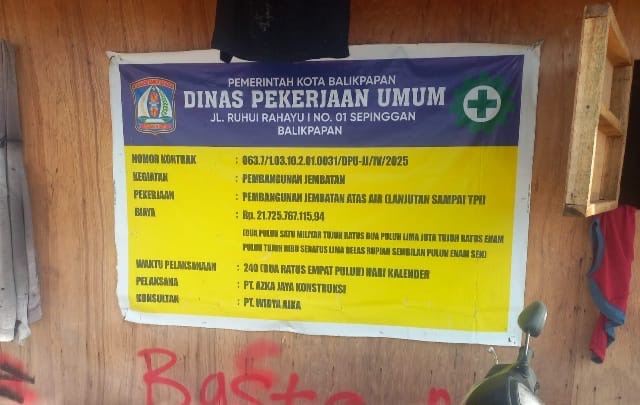 PEMERINTAH KOTA BALIKPAPAN
DINAS PEKERJAAN UMUM
JL. RUHUI RAHAYU I NO. 01 SEPINGGAN
BALIKPAPAN
NOMOR KONTRAK : 063.7/1.03.10.2.01.0031/DPU-JJ/IV/2025
KEGIATAN : PEMBANGUNAN JEMBATAN
PEKERJAAN : PEMBANGUNAN JEMBATAN ATAS AIR (LANJUTAN SAMPAI TPI)
BIAYA : Rp. 21.725.767.115,94
(DUA PULUH SATU MILYAR TUJUH RATUS DUA PULUH LIMA JUTA TUJUH RATUS ENAM
PULUH TUJUH RIBU SERATUS LIMA BELAS RUPIAH SEMBILAN PULUH ENAM SEN)
WAKTU PELAKSANAAN : 240 (DUA RATUS EMPAT PULUH) HARI KALENDER
PELAKSANA : PT. AZKA JAYA KONSTRUKSI
KONSULTAN : PT. WIDYA NIKA